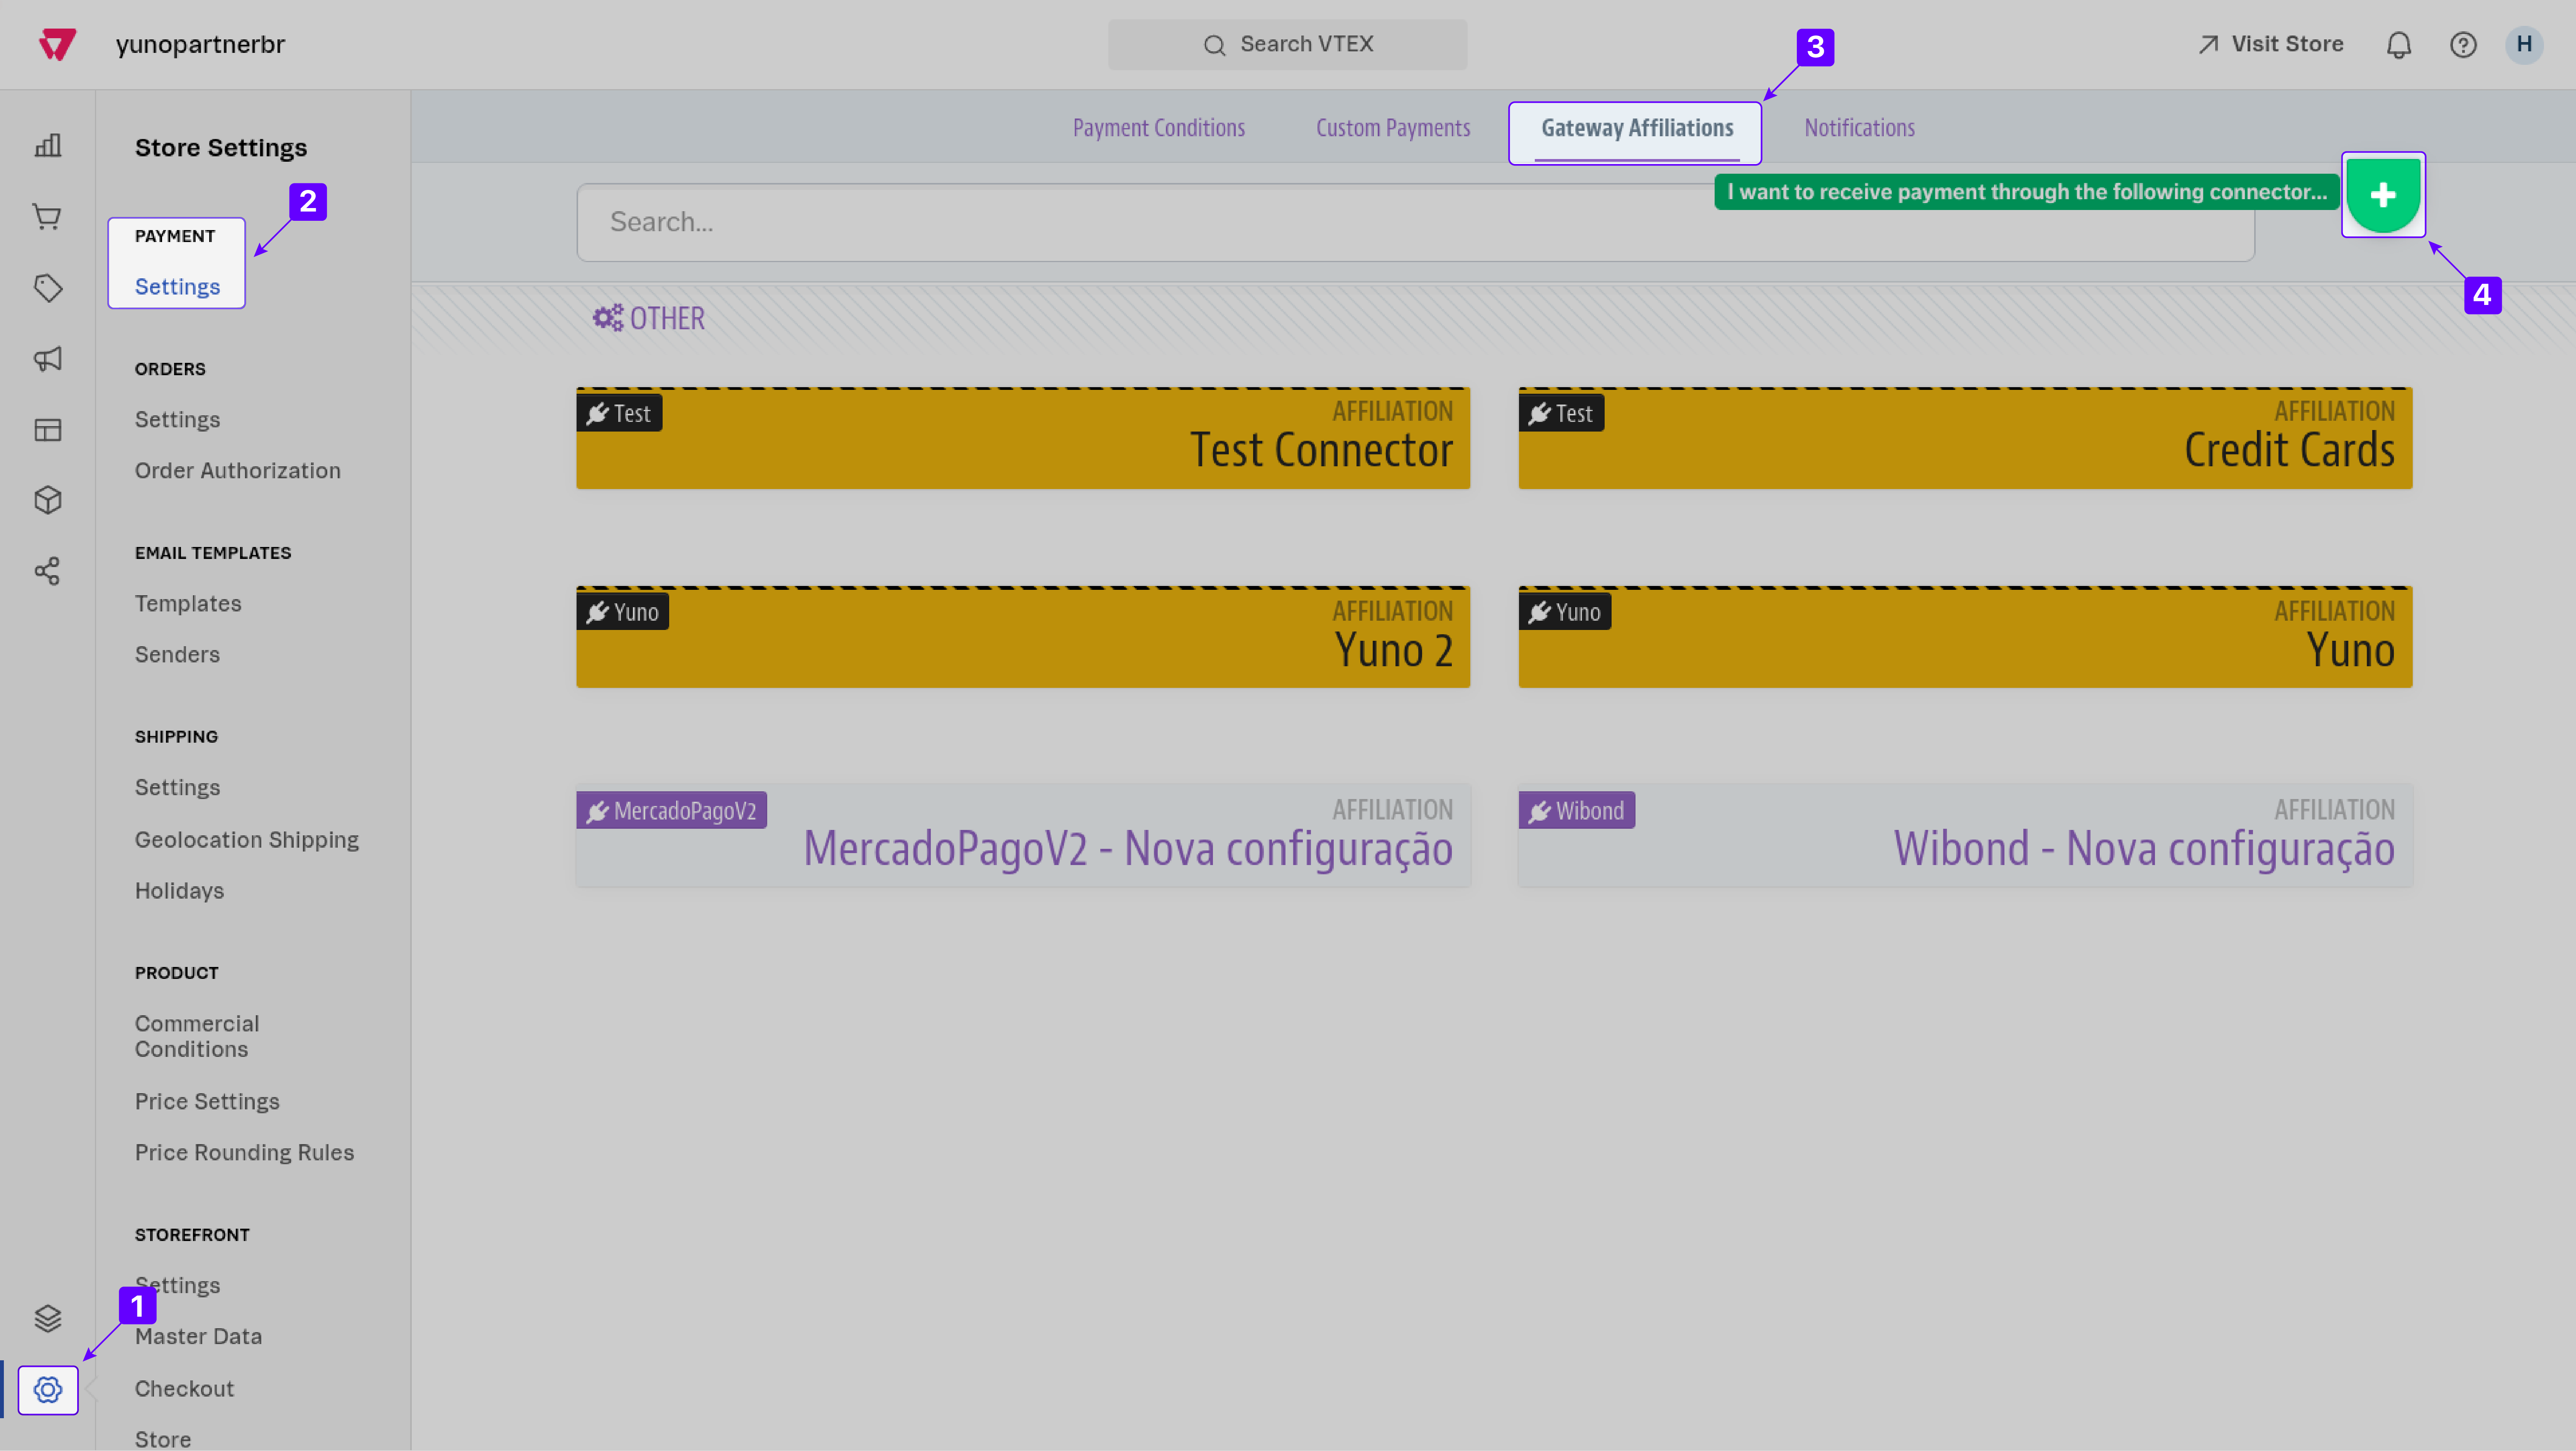 yunopartnerbr
Search VTEX
Visit Store
H
3
Store Settings
2
PAYMENT
Settings
ORDERS
Settings
Order Authorization
EMAIL TEMPLATES
Templates
Senders
SHIPPING
Settings
Geolocation Shipping
Holidays
PRODUCT
Commercial
Conditions
Price Settings
Price Rounding Rules
STOREFRONT
Settings
1
Master Data
Checkout
Store
Payment Conditions
Custom Payments
Gateway Affiliations
Notifications
I want to receive payment through the following connector...
Search...
4
OTHER
Test
AFFILIATION
Test Connector
Test
AFFILIATION
Credit Cards
Yuno
AFFILIATION
Yuno 2
Yuno
AFFILIATION
Yuno
MercadoPagoV2
AFFILIATION
MercadoPagoV2 - Nova configuração
Wibond
AFFILIATION
Wibond - Nova configuração